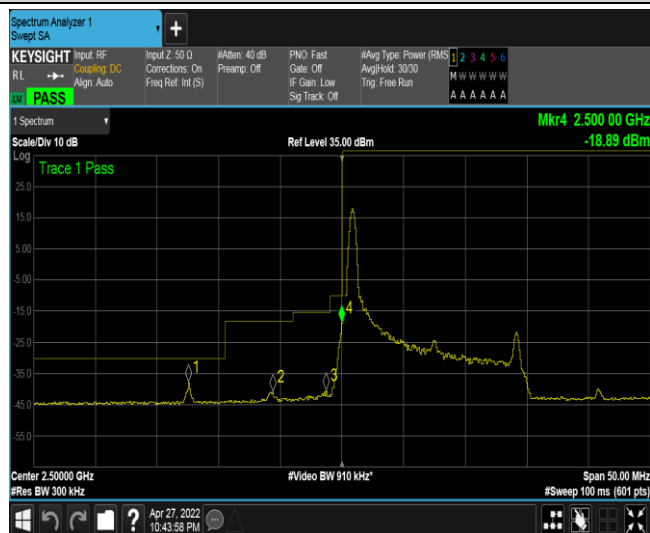 Spectrum Analyzer 1
Swept SA
+
KEYSIGHT
RL
PASS
Input: RF
Coupling: DC
Align: Auto
Input Z: 50 Ω
Corrections: On
Freq Ref: Int (S)
#Atten: 40 dB
Preamp: Off
PNO: Fast
Gate: Off
IF Gain: Low
Sig Track: Off
#Avg Type: Power (RMS
Avg|Hold: 30/30
Trig: Free Run
1 2 3 4 5 6
M W W W W W
A A A A A A
1 Spectrum
Mkr4 2.500 00 GHz
-18.89 dBm
Scale/Div 10 dB
Ref Level 35.00 dBm
Log
Trace 1 Pass
25.0
15.0
5.00
-5.00
-15.0
-25.0
-35.0
-45.0
-55.0
1
2
3
4
Center 2.50000 GHz
#Video BW 910 kHz*
Span 50.00 MHz
#Res BW 300 kHz
#Sweep 100 ms (601 pts)
?
Apr 27, 2022
10:43:58 PM